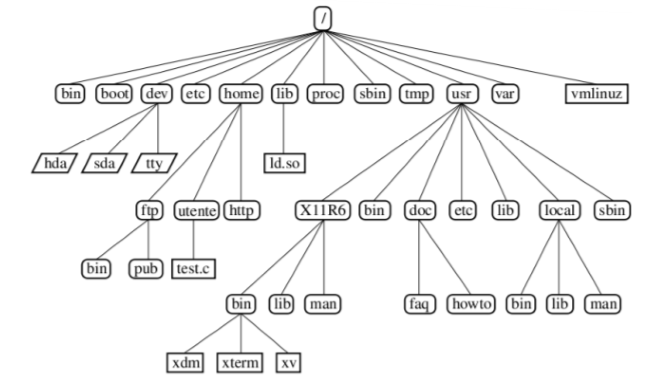 /
bin boot dev etc home lib proc sbin tmp usr var vmlinuz
hda sda tty ld.so
ftp utente http X11R6 bin doc etc lib local sbin
bin pub test.c
bin lib man faq howto bin lib man
xdm xterm xv